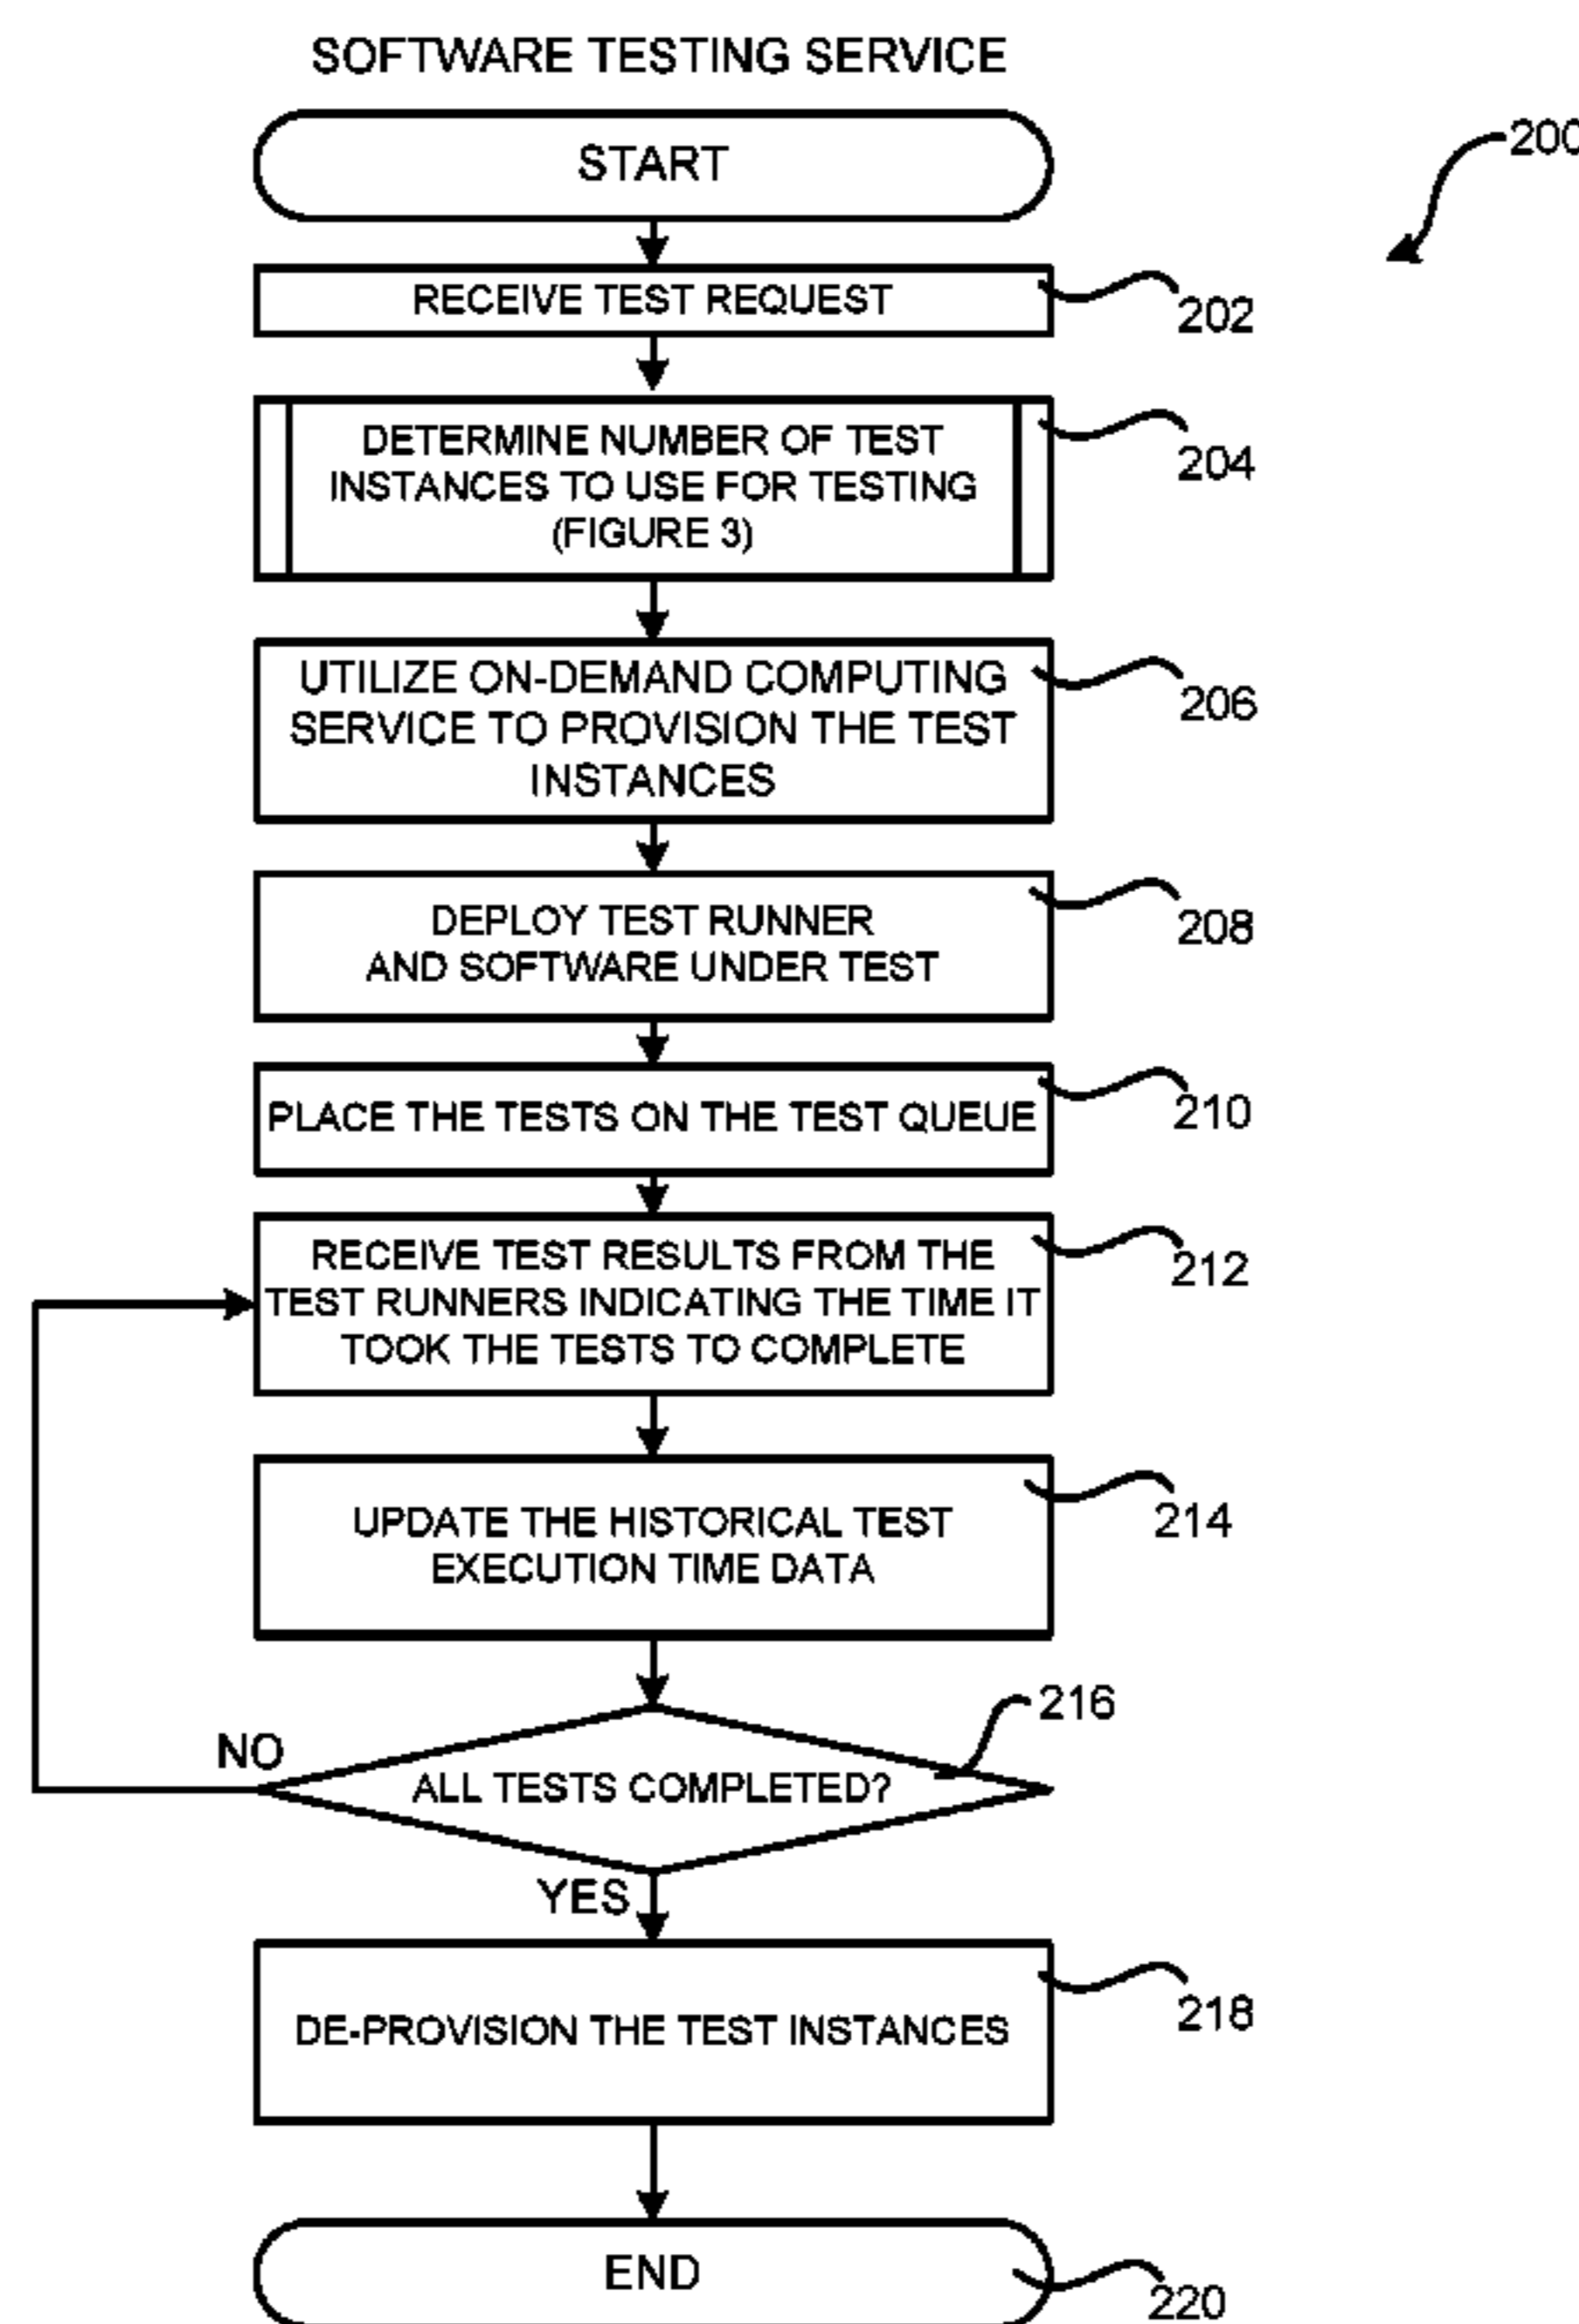 SOFTWARE TESTING SERVICE
START
200
RECEIVE TEST REQUEST
202
DETERMINE NUMBER OF TEST
INSTANCES TO USE FOR TESTING
(FIGURE 3)
204
UTILIZE ON-DEMAND COMPUTING
SERVICE TO PROVISION THE TEST
INSTANCES
206
DEPLOY TEST RUNNER
AND SOFTWARE UNDER TEST
208
PLACE THE TESTS ON THE TEST QUEUE
210
RECEIVE TEST RESULTS FROM THE
TEST RUNNERS INDICATING THE TIME IT
TOOK THE TESTS TO COMPLETE
212
UPDATE THE HISTORICAL TEST
EXECUTION TIME DATA
214
216
NO
ALL TESTS COMPLETED?
YES
DE-PROVISION THE TEST INSTANCES
218
END
220